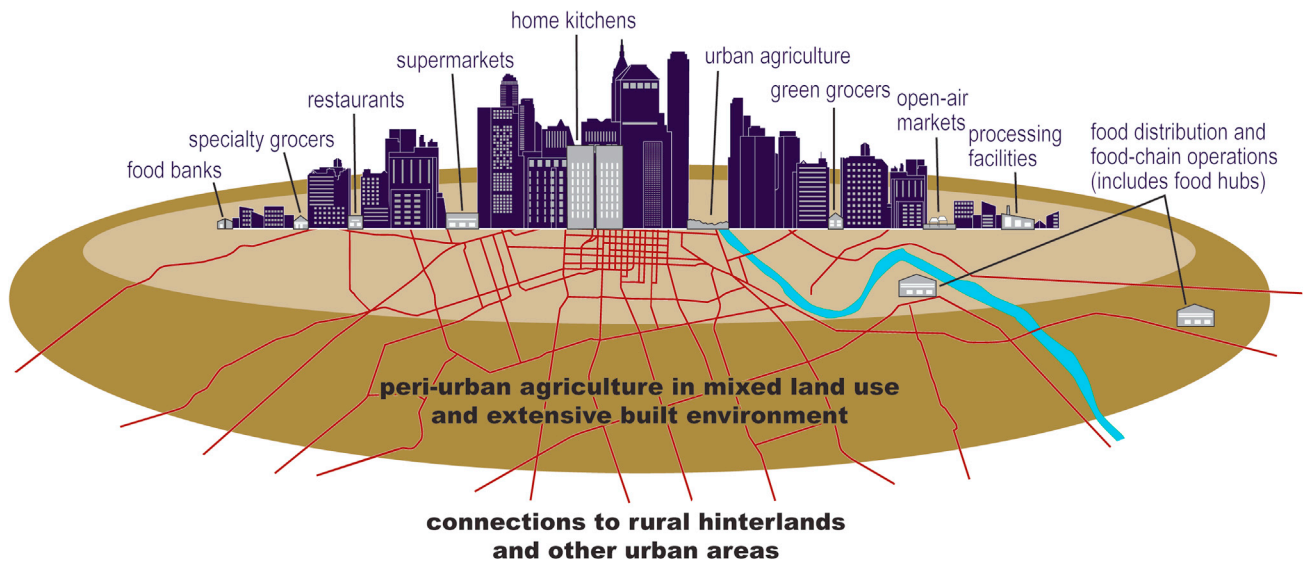 home kitchens
supermarkets
urban agriculture
restaurants
green grocers
open-air
markets
specialty grocers
processing
facilities
food distribution and
food-chain operations
(includes food hubs)
food banks
peri-urban agriculture in mixed land use
and extensive built environment
connections to rural hinterlands
and other urban areas